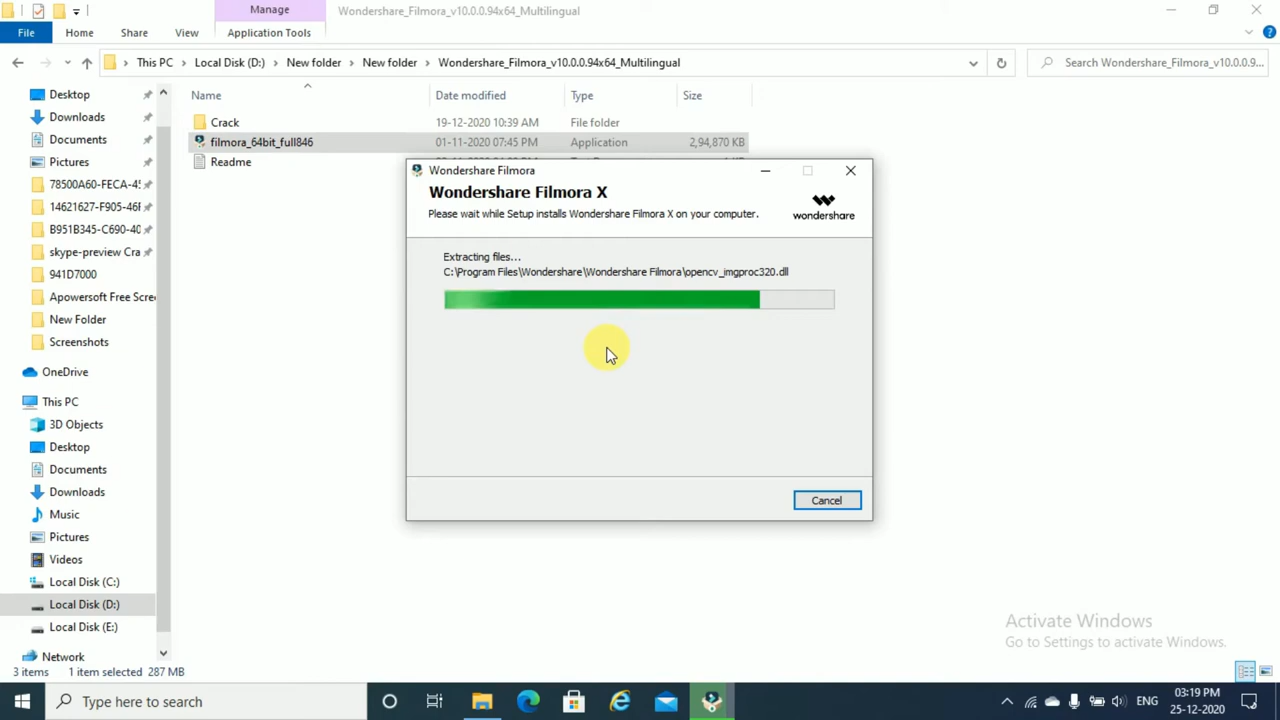 Manage
Wondershare_Filmora_v10.0.0.94x64_Multilingual
File
Home
Share
View
Application Tools
This PC
Local Disk (D:)
New folder
New folder
Wondershare_Filmora_v10.0.0.94x64_Multilingual
Search Wondershare_Filmora_v10.0.0.9...
Name
Date modified
Type
Size
Crack
19-12-2020 10:39 AM
File folder
filmora_64bit_full846
01-11-2020 07:45 PM
Application
2,94,870 KB
Readme
Desktop
Downloads
Documents
Pictures
78500A60-FECA-45
14621627-F905-46F
B951B345-C690-40
skype-preview Cra
941D7000
Apowersoft Free Scre
New Folder
Screenshots
OneDrive
This PC
3D Objects
Desktop
Documents
Downloads
Music
Pictures
Videos
Local Disk (C:)
Local Disk (D:)
Local Disk (E:)
Network
Wondershare Filmora
Wondershare Filmora X
Please wait while Setup installs Wondershare Filmora X on your computer.
wondershare
Extracting files...
C:\Program Files\Wondershare\Wondershare Filmora\opencv_imgproc320.dll
Cancel
Activate Windows
Go to Settings to activate Windows.
3 items
1 item selected 287 MB
Type here to search
ENG
03:19 PM
25-12-2020